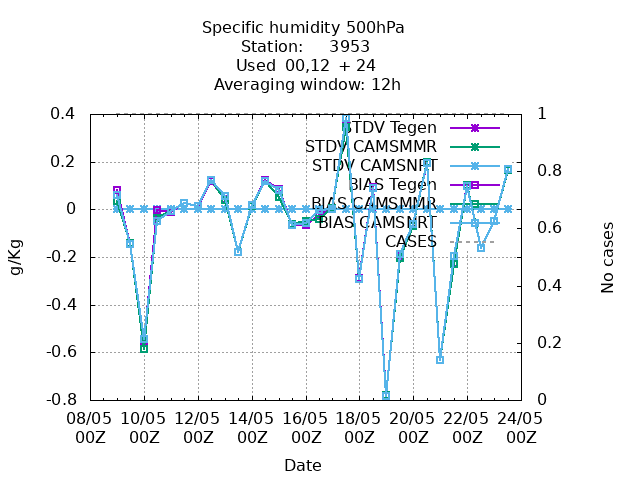 Specific humidity 500hPa
Station: 3953
Used 00,12 + 24
Averaging window: 12h
0.4
0.2
0
-0.2
-0.4
-0.6
-0.8
g/Kg
1
0.8
0.6
0.4
0.2
0
No cases
STDV Tegen
STDV CAMSMMR
STDV CAMSNRT
BIAS Tegen
BIAS CAMSMMR
BIAS CAMSNRT
CASES
08/05 10/05 12/05 14/05 16/05 18/05 20/05 22/05 24/05
00Z 00Z 00Z 00Z 00Z 00Z 00Z 00Z 00Z
Date